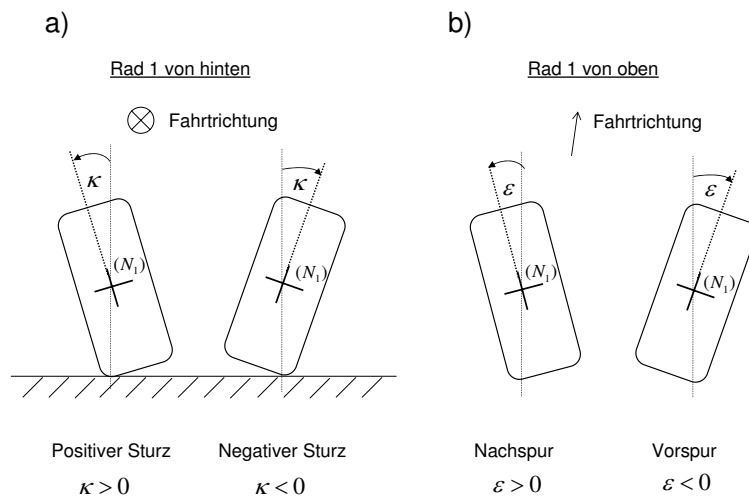 a)
Rad 1 von hinten
Fahrtrichtung
κ
κ
(N₁)
(N₁)
Positiver Sturz
Negativer Sturz
κ > 0
κ < 0
b)
Rad 1 von oben
Fahrtrichtung
ε
ε
(N₁)
(N₁)
Nachspur
Vorspur
ε > 0
ε < 0